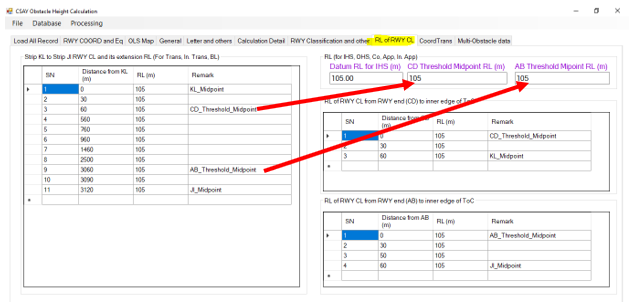 CSAY Obstacle Height Calculation
File Database Processing
Load All Record RWY COORD and Eq OLS Map General Letter and others Calculation Detail RWY Classification and other RL of RWY CL CoordTrans Multi-Obstacle data
Strip KL to Strip JI RWY CL and its extension RL (For Trans, In. Trans, BL)
SN Distance from KL (m) RL (m) Remark
1 0 105 KL_Midpoint
2 30 105
3 60 105 CD_Threshold_Midpoint
4 560 105
5 760 105
6 960 105
7 1460 105
8 2500 105
9 3060 105 AB_Threshold_Midpoint
10 3090 105
11 3120 105 JI_Midpoint
RL (for IHS, OHS, Co, App, In. App)
Datum RL for IHS (m) CD Threshold Midpoint RL (m) AB Threshold Mipoint RL (m)
105.00 105 105
RL of RWY CL from RWY end (CD) to inner edge of ToC
SN Distance from (m) RL (m) Remark
1 0 105 CD_Threshold_Midpoint
2 30 105
3 60 105 KL_Midpoint
RL of RWY CL from RWY end (AB) to inner edge of ToC
SN Distance from AB (m) RL (m) Remark
1 0 105 AB_Threshold_Midpoint
2 30 105
3 50 105
4 60 105 JI_Midpoint